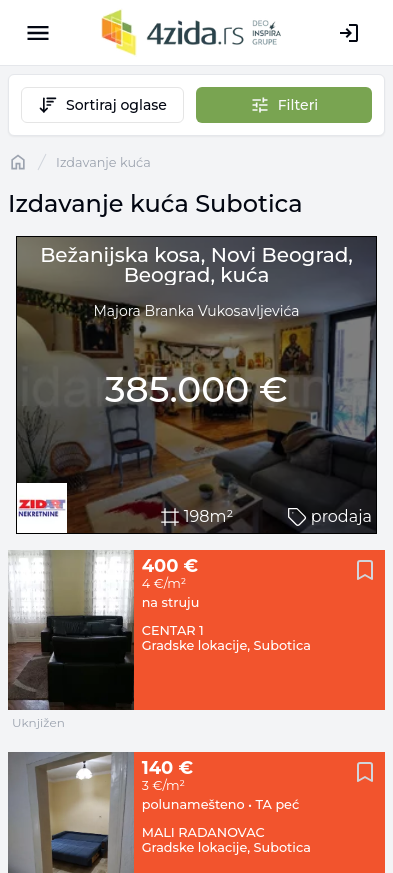 4zida.rs DEO INSPIRA GRUPE
Sortiraj oglase
Filteri
Izdavanje kuća
Izdavanje kuća Subotica
Bežanijska kosa, Novi Beograd,
Beograd, kuća
Majora Branka Vukosavljevića
385.000 €
ZIDART
NEKRETNINE
198m²
prodaja
400 €
4 €/m²
na struju
CENTAR 1
Gradske lokacije, Subotica
Uknjižen
140 €
3 €/m²
polunamešteno • TA peć
MALI RADANOVAC
Gradske lokacije, Subotica